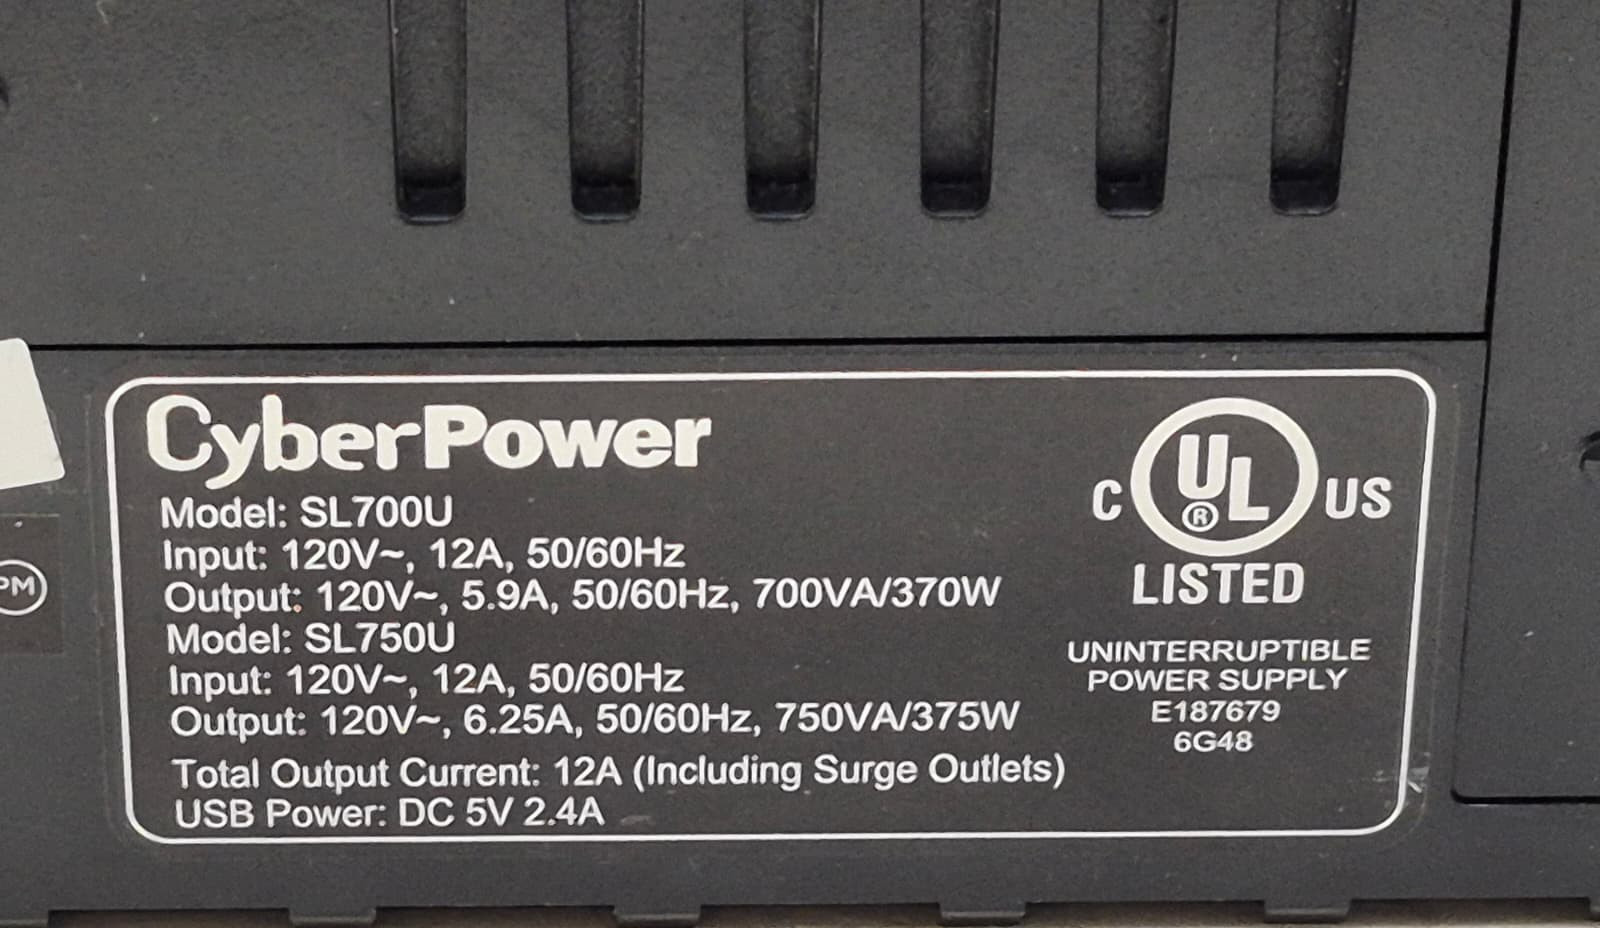 CyberPower
Model: SL700U
Input: 120V~, 12A, 50/60Hz
Output: 120V~, 5.9A, 50/60Hz, 700VA/370W
Model: SL750U
Input: 120V~, 12A, 50/60Hz
Output: 120V~, 6.25A, 50/60Hz, 750VA/375W
Total Output Current: 12A (Including Surge Outlets)
USB Power: DC 5V 2.4A
C UL® US
LISTED
UNINTERRUPTIBLE
POWER SUPPLY
E187679
6G48
PM